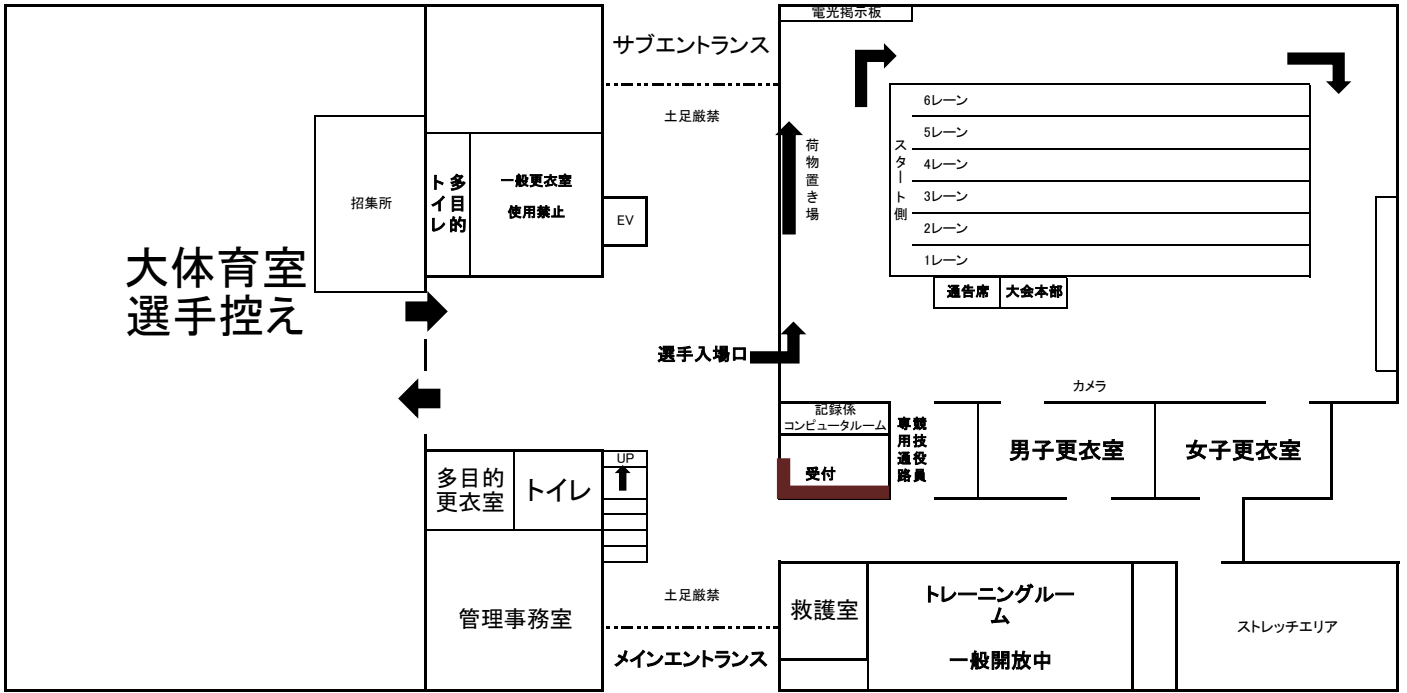 電光掲示板
サブエントランス
土足厳禁
6レーン
5レーン
4レーン
3レーン
2レーン
1レーン
スタート側
荷物置き場
招集所
多目的
トイレ
一般更衣室
使用禁止
EV
大体育室
選手控え
通告席
大会本部
選手入場口
カメラ
記録係
コンピュータルーム
受付
競技役員
専用通路
男子更衣室
女子更衣室
多目的
更衣室
トイレ
UP
管理事務室
土足厳禁
メインエントランス
救護室
トレーニングルー
ム
一般開放中
ストレッチエリア